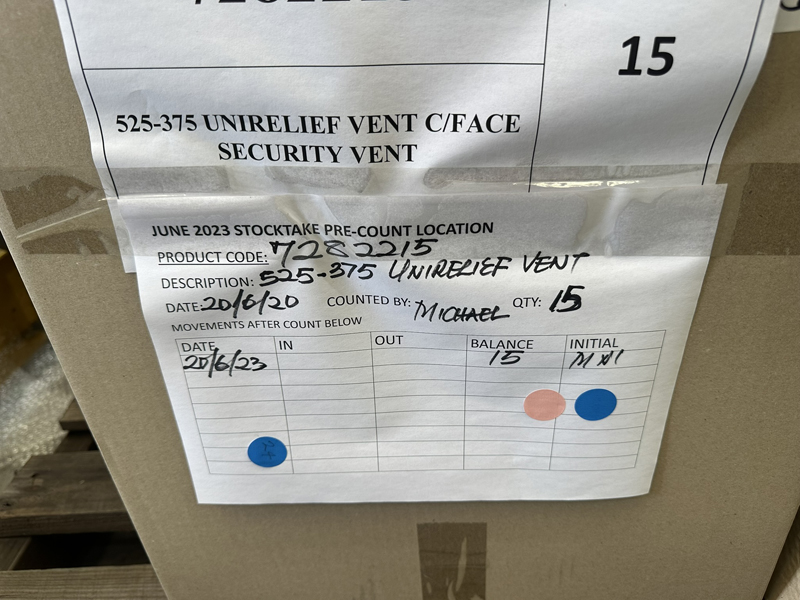 15
525-375 UNIRELIEF VENT C/FACE
SECURITY VENT
JUNE 2023 STOCKTAKE PRE-COUNT LOCATION
PRODUCT CODE: 7282215
DESCRIPTION: 525-375 UNIRELIEF VENT
DATE: 20/6/20 COUNTED BY: MICHAEL QTY: 15
MOVEMENTS AFTER COUNT BELOW
DATE IN OUT BALANCE INITIAL
20/6/23 15